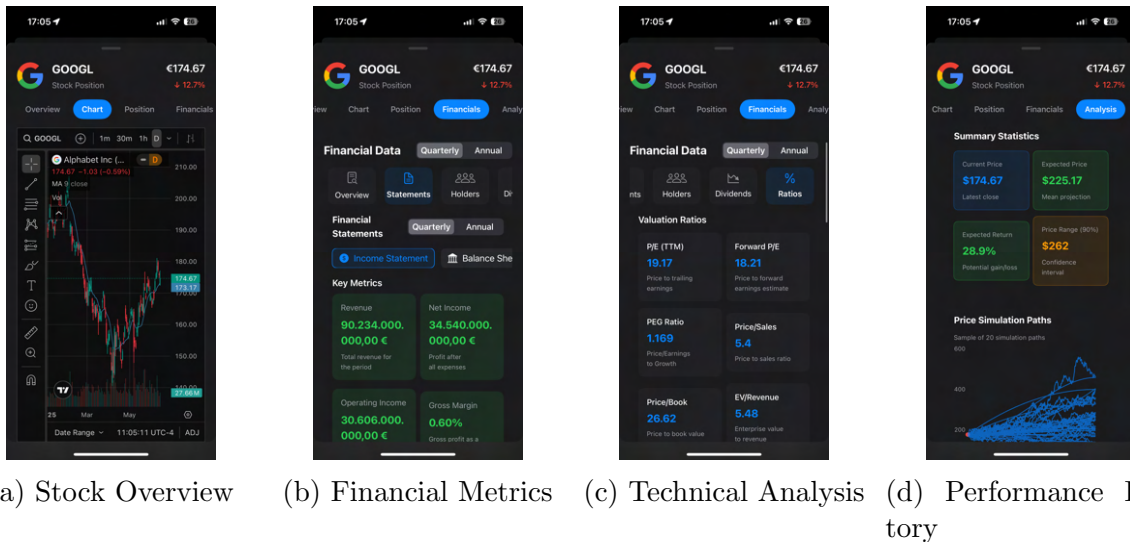 17:05
26
GOOGL
€174.67
Stock Position
↓ 12.7%
Overview
Chart
Position
Financials
GOOGL
1m 30m 1h D
Alphabet Inc (...
D
174.67 −1.03 (−0.59%)
MA 9 close
Vol
210.00
200.00
190.00
180.00
174.67
173.17
170.00
160.00
150.00
140.00
27.66M
25 Mar May
Date Range
11:05:11 UTC-4
ADJ
17:05
26
GOOGL
€174.67
Stock Position
↓ 12.7%
Chart
Position
Financials
Financial Data
Quarterly
Annual
Overview
Statements
Holders
Financial
Statements
Quarterly
Annual
Income Statement
Balance She
Key Metrics
Revenue
90.234.000.
000,00 €
Total revenue for
the period
Net Income
34.540.000.
000,00 €
Profit after
all expenses
Operating Income
30.606.000.
000,00 €
Gross Margin
0.60%
Gross profit as a
17:05
26
GOOGL
€174.67
Stock Position
↓ 12.7%
Chart
Position
Financials
Financial Data
Quarterly
Annual
nts
Holders
Dividends
Ratios
Valuation Ratios
P/E (TTM)
19.17
Price to trailing
earnings
Forward P/E
18.21
Price to forward
earnings estimate
PEG Ratio
1.169
Price/Earnings
to Growth
Price/Sales
5.4
Price to sales ratio
Price/Book
26.62
Price to book value
EV/Revenue
5.48
Enterprise value
to revenue
17:05
26
GOOGL
€174.67
Stock Position
↓ 12.7%
Chart
Position
Financials
Analysis
Summary Statistics
Current Price
$174.67
Latest close
Expected Price
$225.17
Mean projection
Expected Return
28.9%
Potential gain/loss
Price Range (90%)
$262
Confidence
interval
Price Simulation Paths
Sample of 20 simulation paths
600
400
200
a) Stock Overview
(b) Financial Metrics
(c) Technical Analysis
(d) Performance
tory